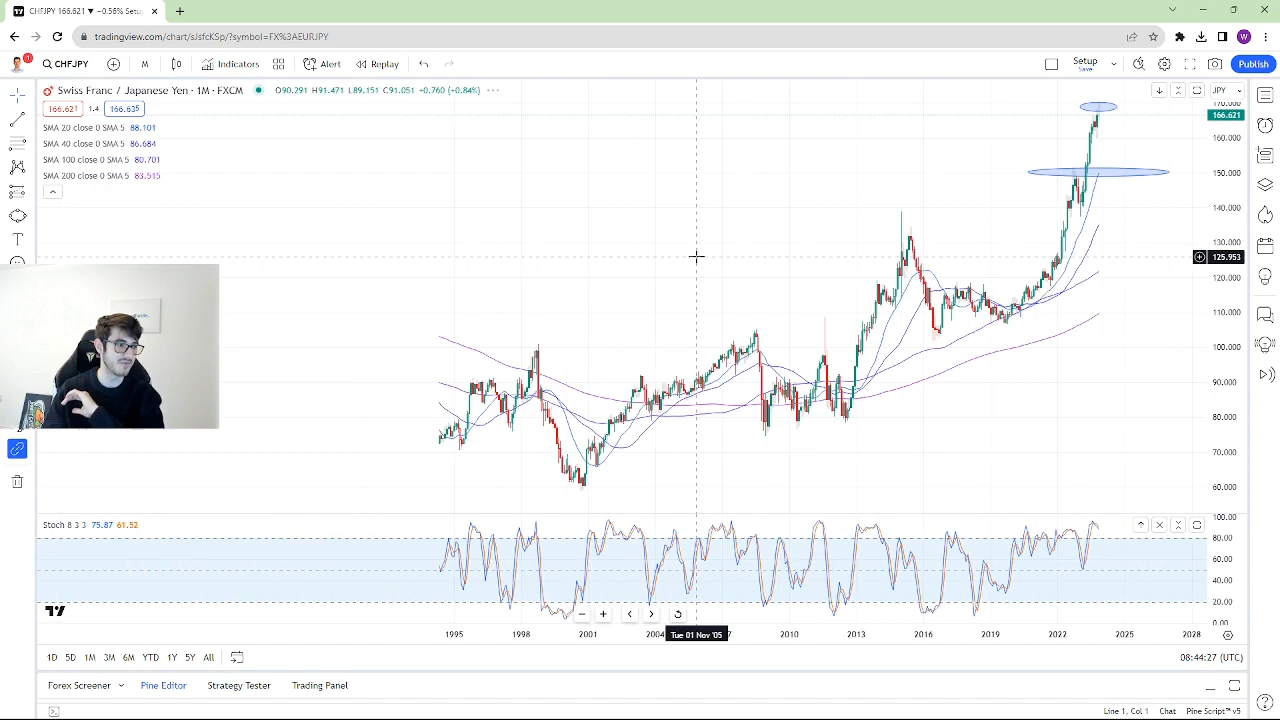 CHFJPY 166.621 ▼ −0.56% Setu
tradingview.com/chart/sJsfcKSp/?symbol=FX%3AEURJPY
W
CHFJPY
M
Indicators
Alert
Replay
Setup
Save
Publish
Swiss Franc / Japanese Yen · 1M · FXCM
O90.291 H91.471 L89.151 C91.051 +0.760 (+0.84%)
JPY
166.621
1.4
166.635
SMA 20 close 0 SMA 5 88.101
SMA 40 close 0 SMA 5 86.684
SMA 100 close 0 SMA 5 80.701
SMA 200 close 0 SMA 5 83.515
170.000
166.621
160.000
150.000
140.000
130.000
125.953
120.000
110.000
100.000
90.000
80.000
70.000
60.000
Stoch 8 3 3 75.87 61.52
100.00
80.00
60.00
40.00
20.00
0.00
1995
1998
2001
2004
Tue 01 Nov '05
7
2010
2013
2016
2019
2022
2025
2028
1D 5D 1M 3M 6M YTD 1Y 5Y All
08:44:27 (UTC)
Forex Screener
Pine Editor
Strategy Tester
Trading Panel
Line 1, Col 1
Chat
Pine Script™ v5